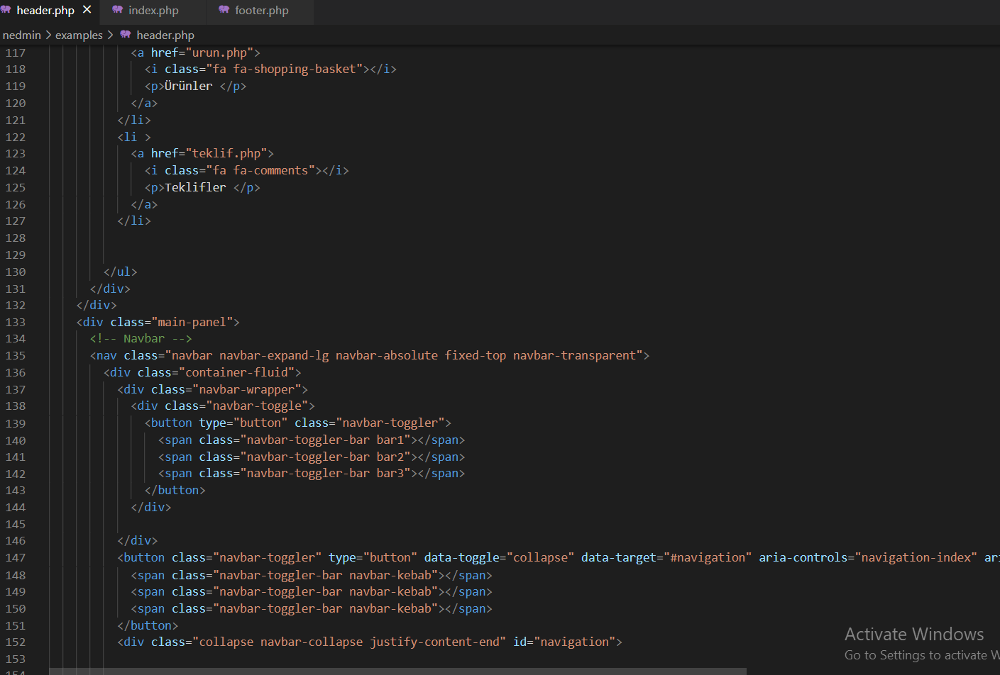 header.php ×
index.php
footer.php
nedmin > examples > header.php
117 <a href="urun.php">
118 <i class="fa fa-shopping-basket"></i>
119 <p>Ürünler </p>
120 </a>
121 </li>
122 <li >
123 <a href="teklif.php">
124 <i class="fa fa-comments"></i>
125 <p>Teklifler </p>
126 </a>
127 </li>
128
129
130 </ul>
131 </div>
132 </div>
133 <div class="main-panel">
134 <!-- Navbar -->
135 <nav class="navbar navbar-expand-lg navbar-absolute fixed-top navbar-transparent">
136 <div class="container-fluid">
137 <div class="navbar-wrapper">
138 <div class="navbar-toggle">
139 <button type="button" class="navbar-toggler">
140 <span class="navbar-toggler-bar bar1"></span>
141 <span class="navbar-toggler-bar bar2"></span>
142 <span class="navbar-toggler-bar bar3"></span>
143 </button>
144 </div>
145
146 </div>
147 <button class="navbar-toggler" type="button" data-toggle="collapse" data-target="#navigation" aria-controls="navigation-index" ari
148 <span class="navbar-toggler-bar navbar-kebab"></span>
149 <span class="navbar-toggler-bar navbar-kebab"></span>
150 <span class="navbar-toggler-bar navbar-kebab"></span>
151 </button>
152 <div class="collapse navbar-collapse justify-content-end" id="navigation">
153
154
Activate Windows
Go to Settings to activate W